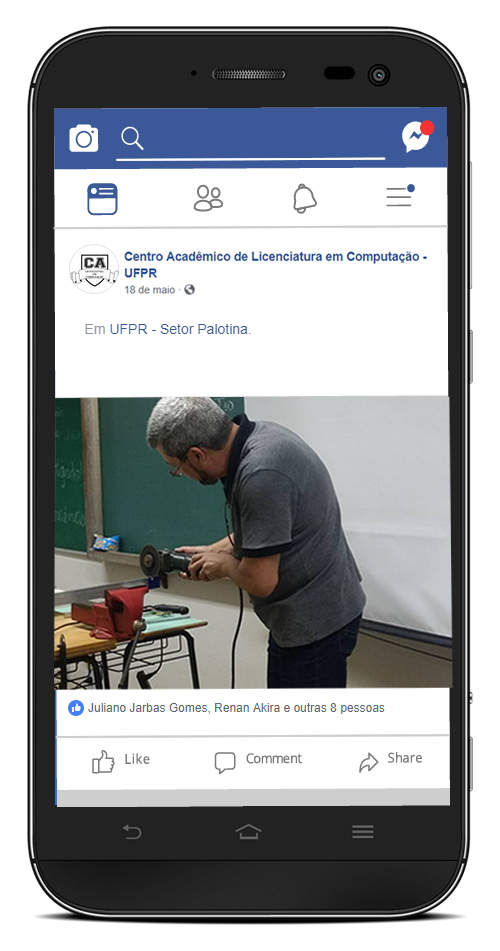 CA
Centro Acadêmico de Licenciatura em Computação -
UFPR
18 de maio ·
Em UFPR - Setor Palotina.
Juliano Jarbas Gomes, Renan Akira e outras 8 pessoas
Like
Comment
Share